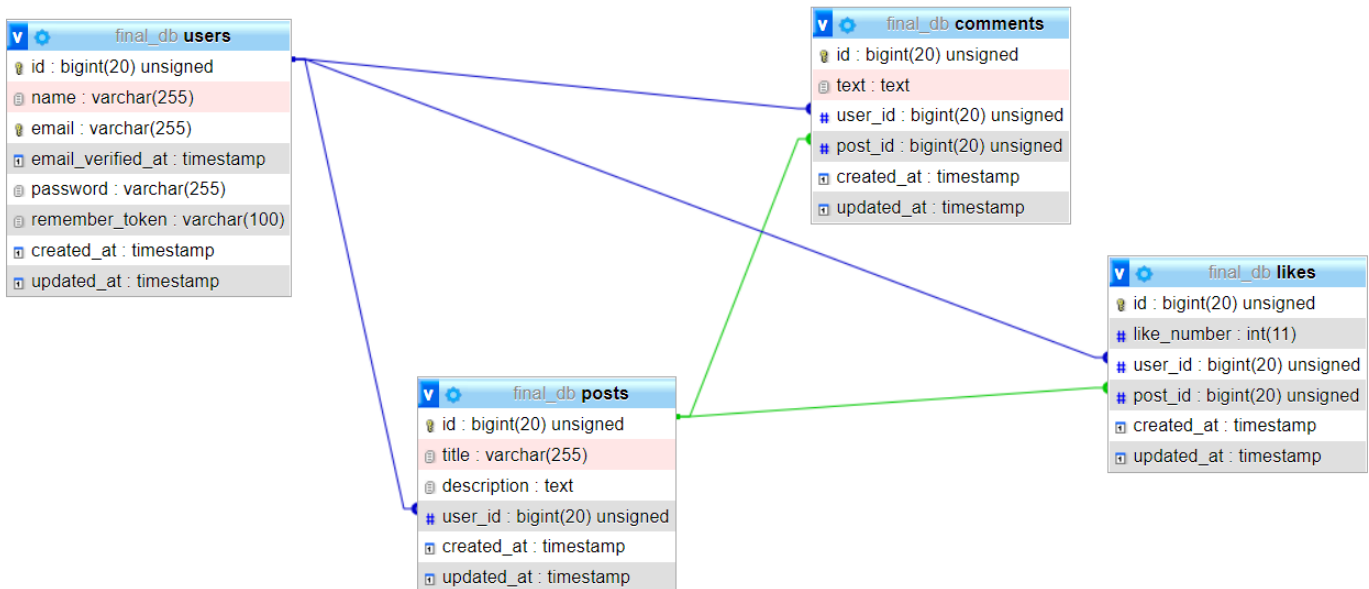 final_db users
id : bigint(20) unsigned
name : varchar(255)
email : varchar(255)
email_verified_at : timestamp
password : varchar(255)
remember_token : varchar(100)
created_at : timestamp
updated_at : timestamp
final_db comments
id : bigint(20) unsigned
text : text
user_id : bigint(20) unsigned
post_id : bigint(20) unsigned
created_at : timestamp
updated_at : timestamp
final_db likes
id : bigint(20) unsigned
like_number : int(11)
user_id : bigint(20) unsigned
post_id : bigint(20) unsigned
created_at : timestamp
updated_at : timestamp
final_db posts
id : bigint(20) unsigned
title : varchar(255)
description : text
user_id : bigint(20) unsigned
created_at : timestamp
updated_at : timestamp